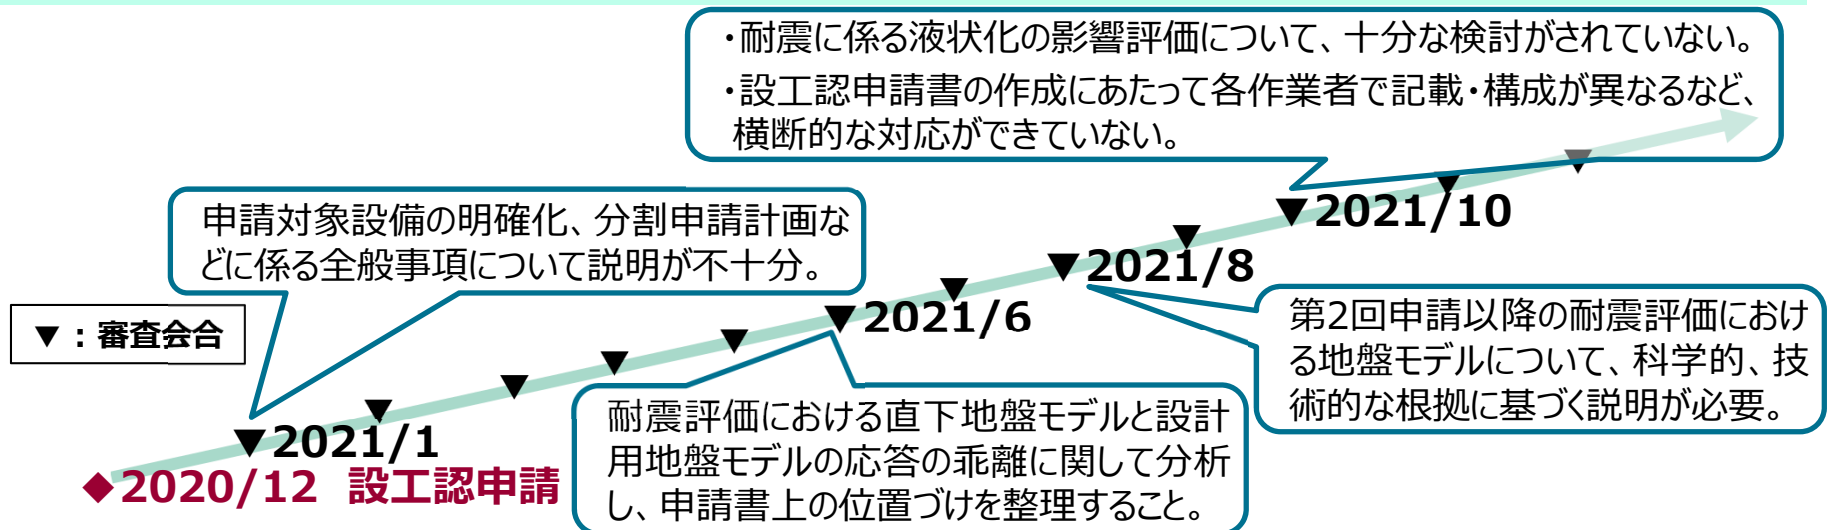 ・耐震に係る液状化の影響評価について、十分な検討がされていない。
・設工認申請書の作成にあたって各作業者で記載・構成が異なるなど、
横断的な対応ができていない。
申請対象設備の明確化、分割申請計画な
どに係る全般事項について説明が不十分。
▼2021/10
▼2021/8
▼2021/6
▼：審査会合
第2回申請以降の耐震評価におけ
る地盤モデルについて、科学的、技
術的な根拠に基づく説明が必要。
耐震評価における直下地盤モデルと設計
用地盤モデルの応答の乖離に関して分析
し、申請書上の位置づけを整理すること。
▼2021/1
◆2020/12 設工認申請